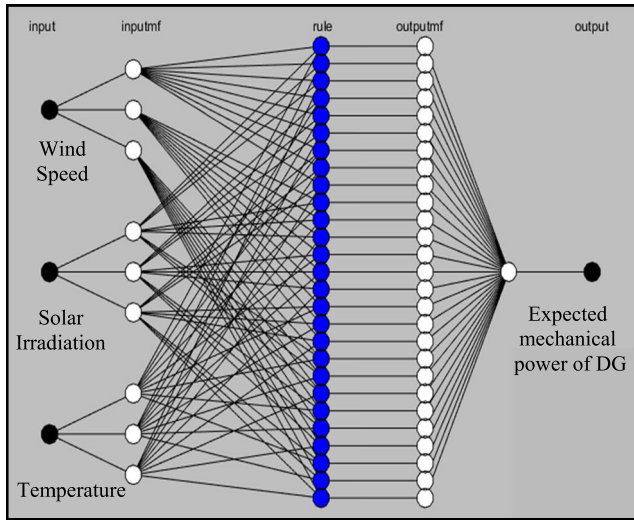 input inputmf rule outputmf output
Wind
Speed
Solar
Irradiation
Expected
mechanical
power of DG
Temperature